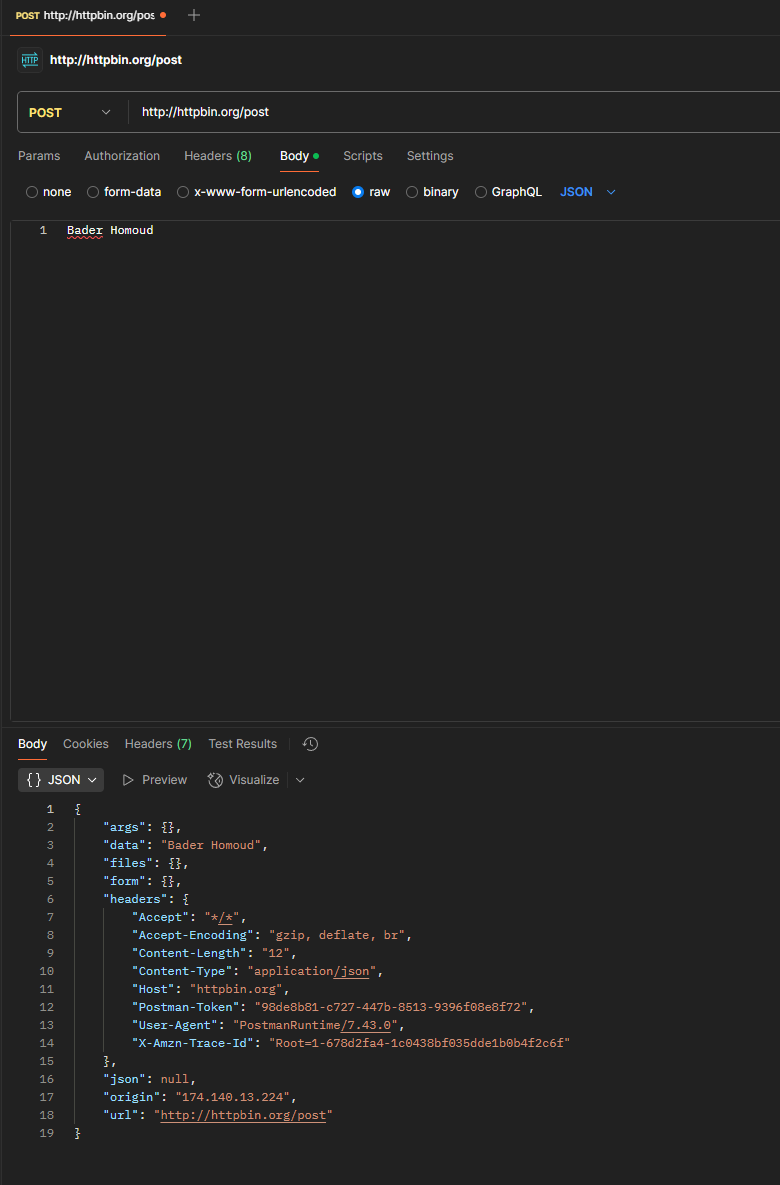 POST http://httpbin.org/pos
HTTP http://httpbin.org/post
POST http://httpbin.org/post
Params Authorization Headers (8) Body Scripts Settings
none form-data x-www-form-urlencoded raw binary GraphQL JSON
1 Bader Homoud
Body Cookies Headers (7) Test Results
{} JSON Preview Visualize
1 {
2 "args": {},
3 "data": "Bader Homoud",
4 "files": {},
5 "form": {},
6 "headers": {
7 "Accept": "*/*",
8 "Accept-Encoding": "gzip, deflate, br",
9 "Content-Length": "12",
10 "Content-Type": "application/json",
11 "Host": "httpbin.org",
12 "Postman-Token": "98de8b81-c727-447b-8513-9396f08e8f72",
13 "User-Agent": "PostmanRuntime/7.43.0",
14 "X-Amzn-Trace-Id": "Root=1-678d2fa4-1c0438bf035dde1b0b4f2c6f"
15 },
16 "json": null,
17 "origin": "174.140.13.224",
18 "url": "http://httpbin.org/post"
19 }